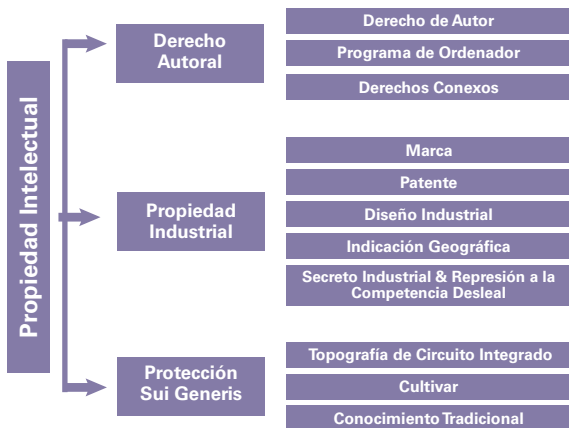 Propiedad Intelectual
Derecho
Autoral
Derecho de Autor
Programa de Ordenador
Derechos Conexos
Propiedad
Industrial
Marca
Patente
Diseño Industrial
Indicación Geográfica
Secreto Industrial & Represión a la
Competencia Desleal
Protección
Sui Generis
Topografía de Circuito Integrado
Cultivar
Conocimiento Tradicional